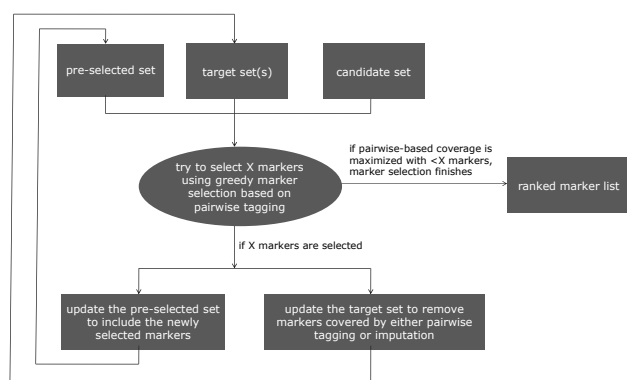 pre-selected set
target set(s)
candidate set
try to select X markers
using greedy marker
selection based on
pairwise tagging
if pairwise-based coverage is
maximized with <X markers,
marker selection finishes
ranked marker list
if X markers are selected
update the pre-selected set
to include the newly
selected markers
update the target set to remove
markers covered by either pairwise
tagging or imputation